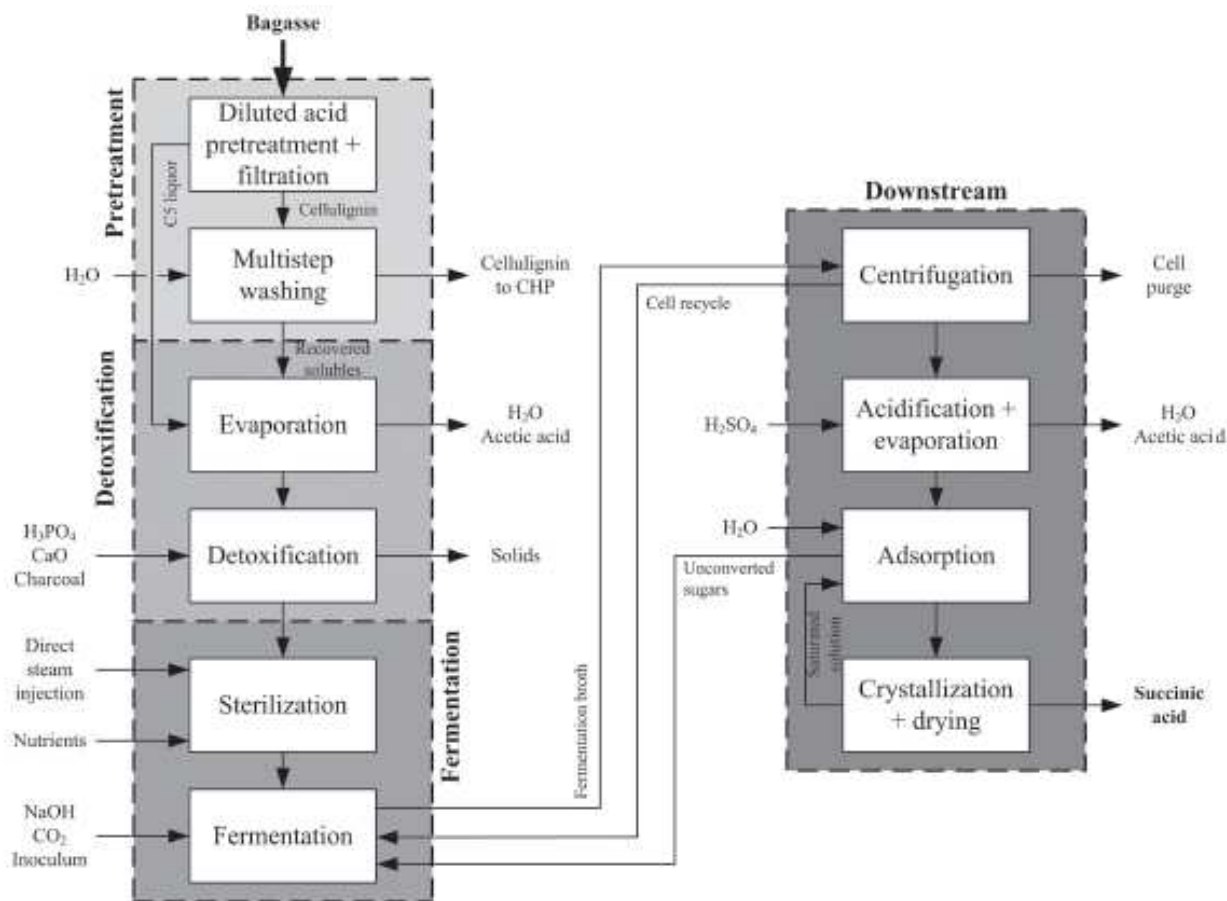 Bagasse
Pretreatment
Diluted acid
pretreatment +
filtration
C5 liquor
Cellulignin
H₂O
Multistep
washing
Cellulignin
to CHP
Detoxification
Recovered
solubles
Evaporation
H₂O
Acetic acid
H₃PO₄
CaO
Charcoal
Detoxification
Solids
Fermentation
Direct
steam
injection
Sterilization
Nutrients
NaOH
CO₂
Inoculum
Fermentation
Fermentation broth
Cell recycle
Unconverted
sugars
Downstream
Centrifugation
Cell
purge
H₂SO₄
Acidification +
evaporation
H₂O
Acetic acid
H₂O
Adsorption
Saturated
solution
Crystallization
+ drying
Succinic
acid